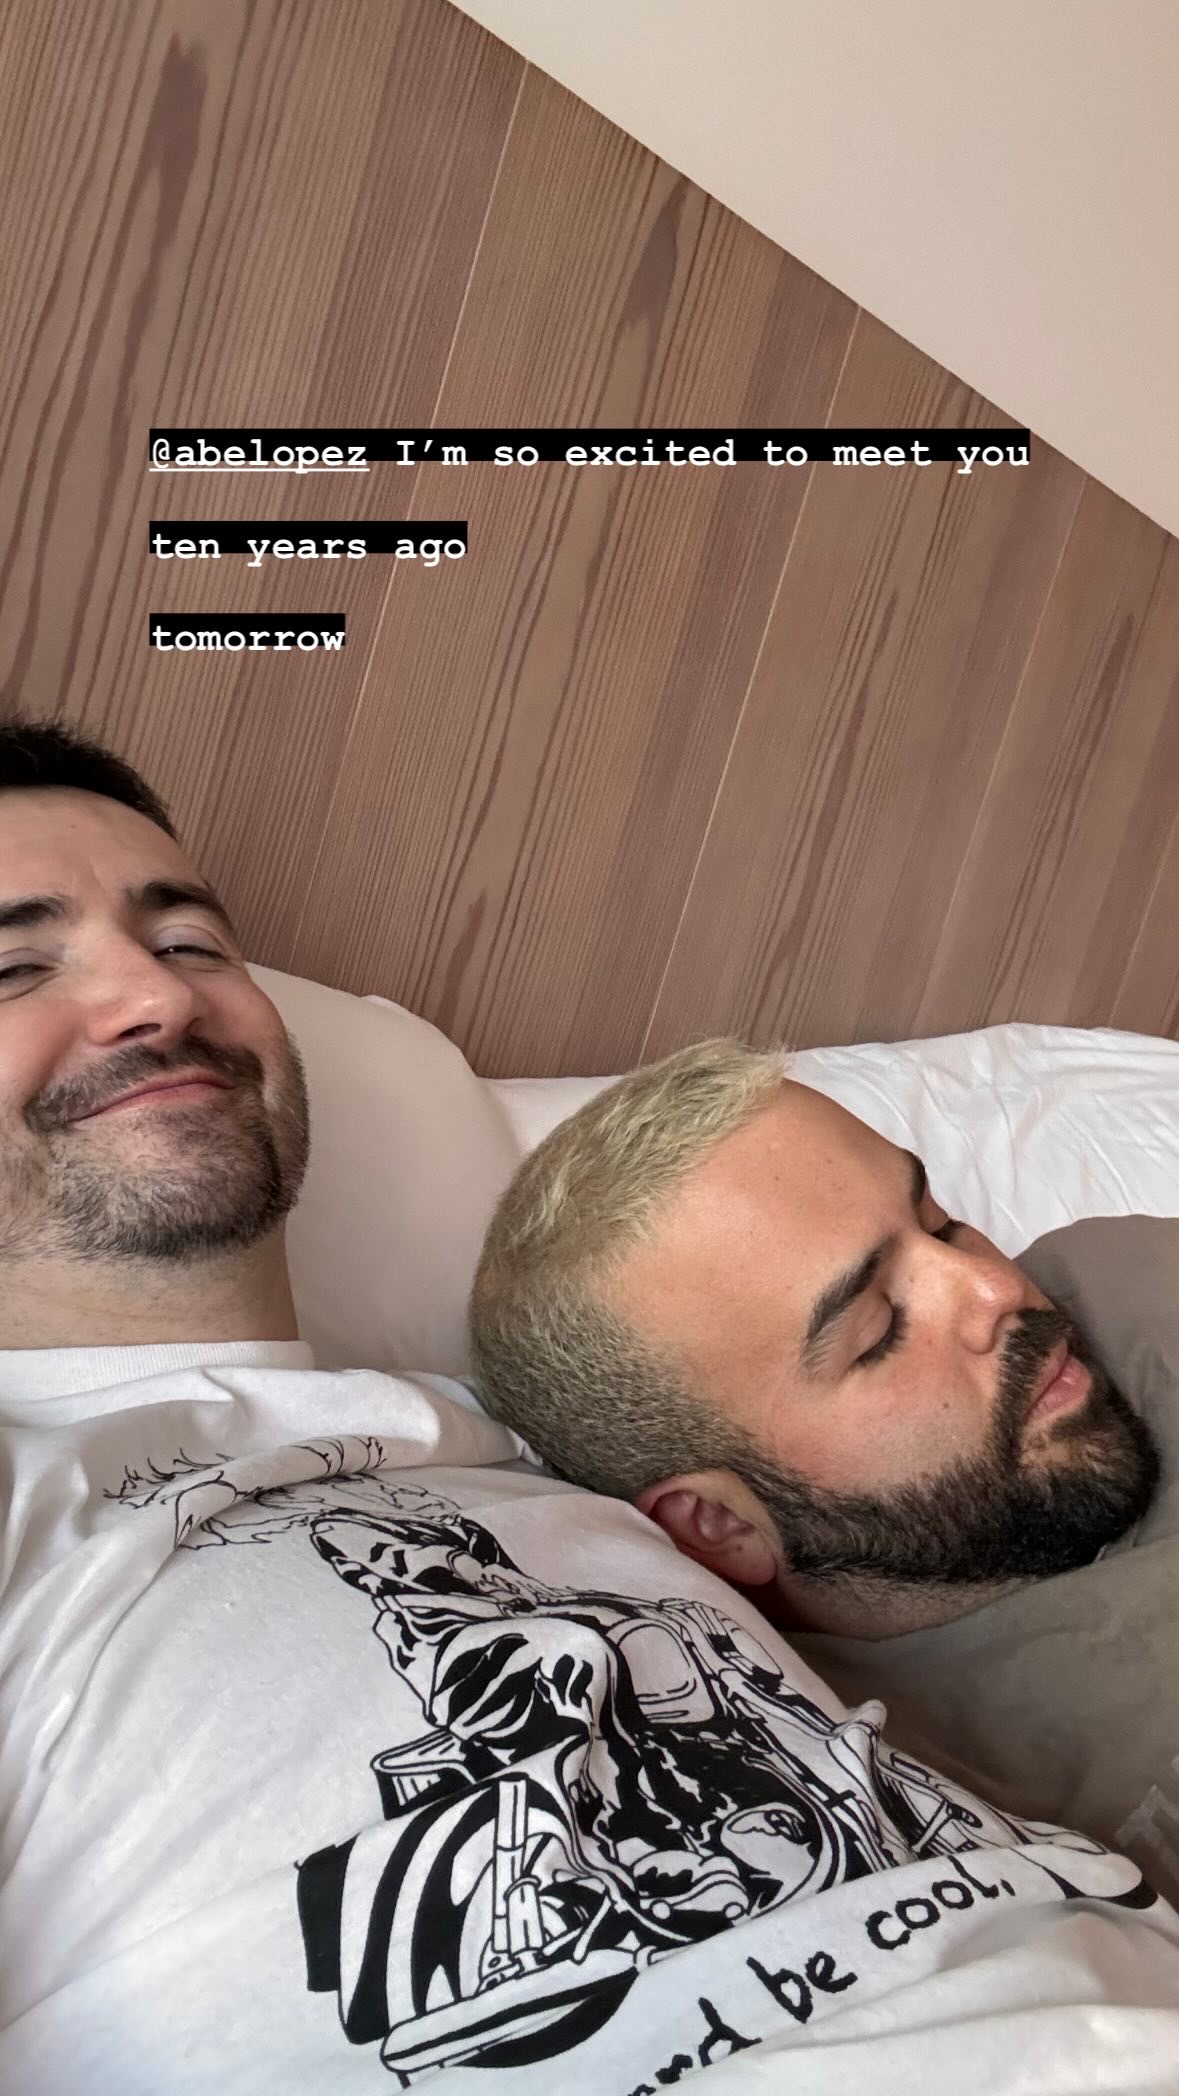 @abelopez I’m so excited to meet you
ten years ago
tomorrow
be cool.